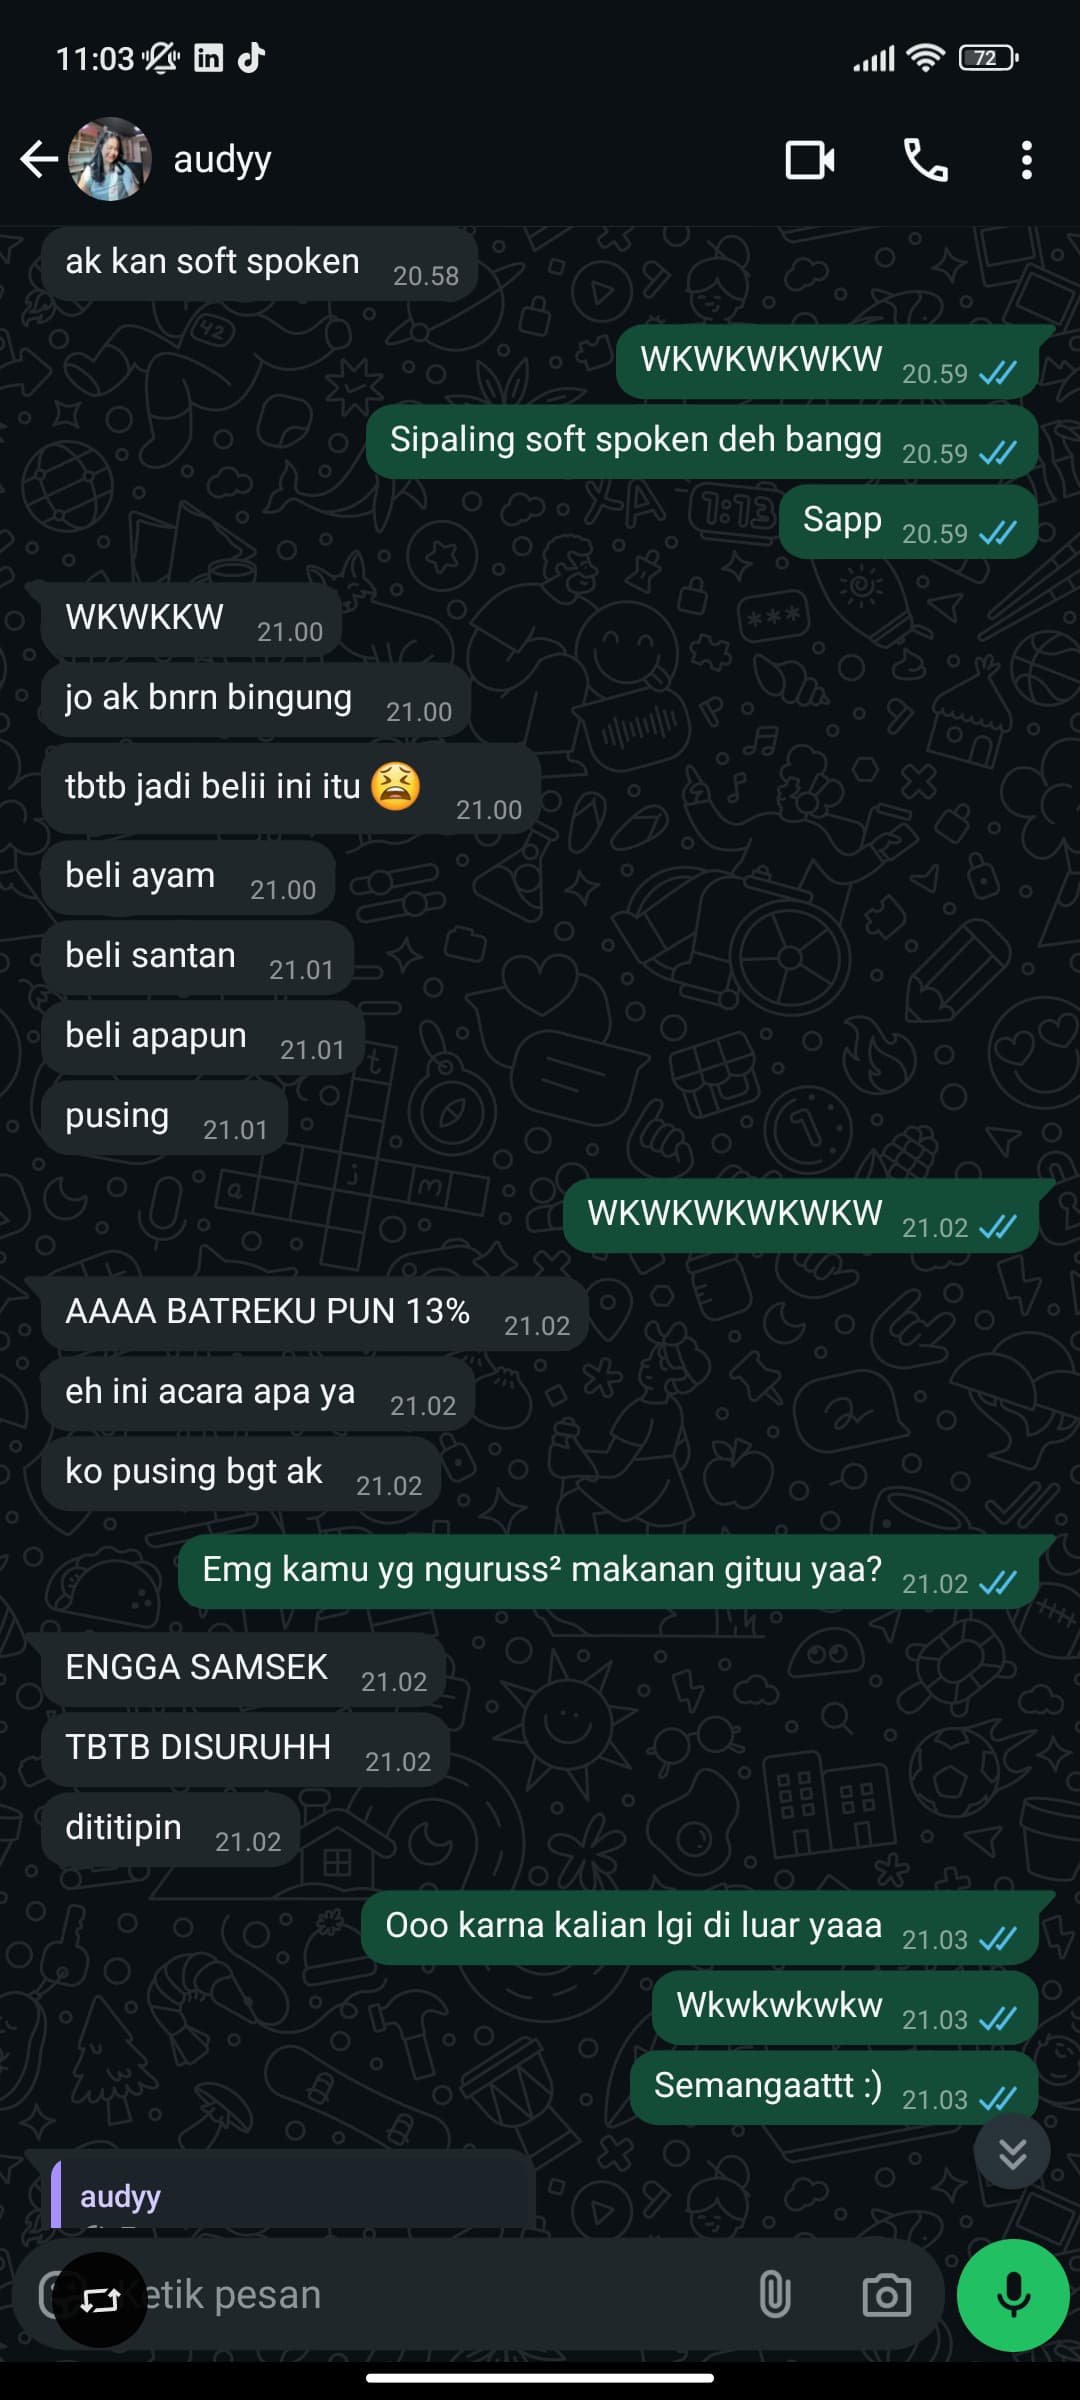 11:03
72
audyy
ak kan soft spoken 20.58
WKWKWKWKW 20.59
Sipaling soft spoken deh bangg 20.59
Sapp 20.59
WKWKKW 21.00
jo ak bnrn bingung 21.00
tbtb jadi belii ini itu 😫 21.00
beli ayam 21.00
beli santan 21.01
beli apapun 21.01
pusing 21.01
WKWKWKWKWKW 21.02
AAAA BATREKU PUN 13% 21.02
eh ini acara apa ya 21.02
ko pusing bgt ak 21.02
Emg kamu yg nguruss² makanan gituu yaa? 21.02
ENGGA SAMSEK 21.02
TBTB DISURUHH 21.02
dititipin 21.02
Ooo karna kalian lgi di luar yaaa 21.03
Wkwkwkwkw 21.03
Semangaattt :) 21.03
audyy
etik pesan